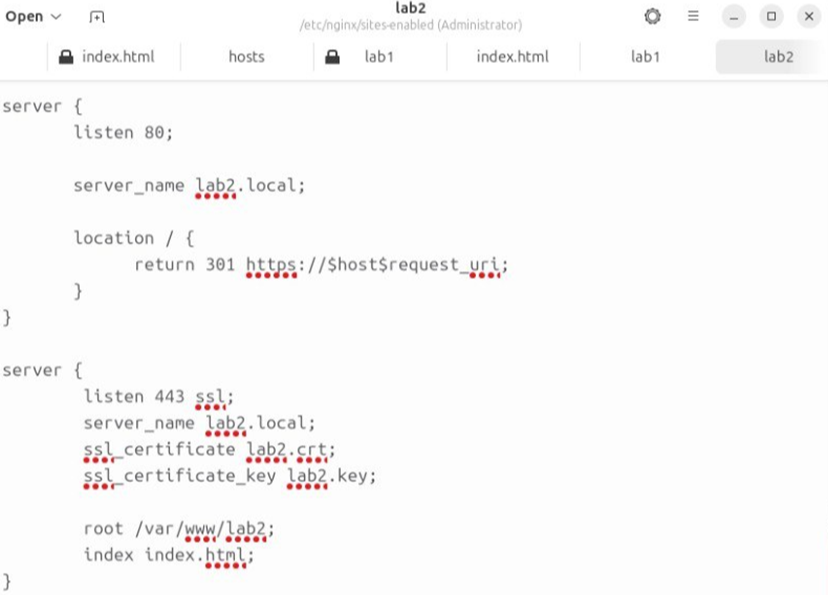 Open
lab2
/etc/nginx/sites-enabled (Administrator)
index.html
hosts
lab1
index.html
lab1
lab2
server {
listen 80;
server_name lab2.local;
location / {
return 301 https://$host$request_uri;
}
}
server {
listen 443 ssl;
server_name lab2.local;
ssl_certificate lab2.crt;
ssl_certificate_key lab2.key;
root /var/www/lab2;
index index.html;
}